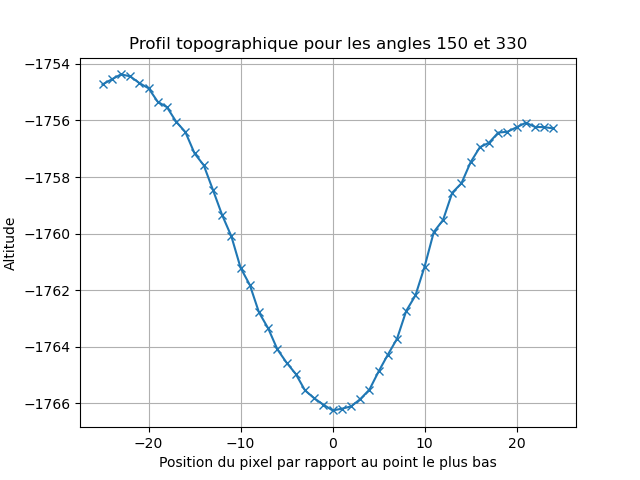 Profil topographique pour les angles 150 et 330
−1754
−1756
−1758
−1760
−1762
−1764
−1766
Altitude
−20 −10 0 10 20
Position du pixel par rapport au point le plus bas